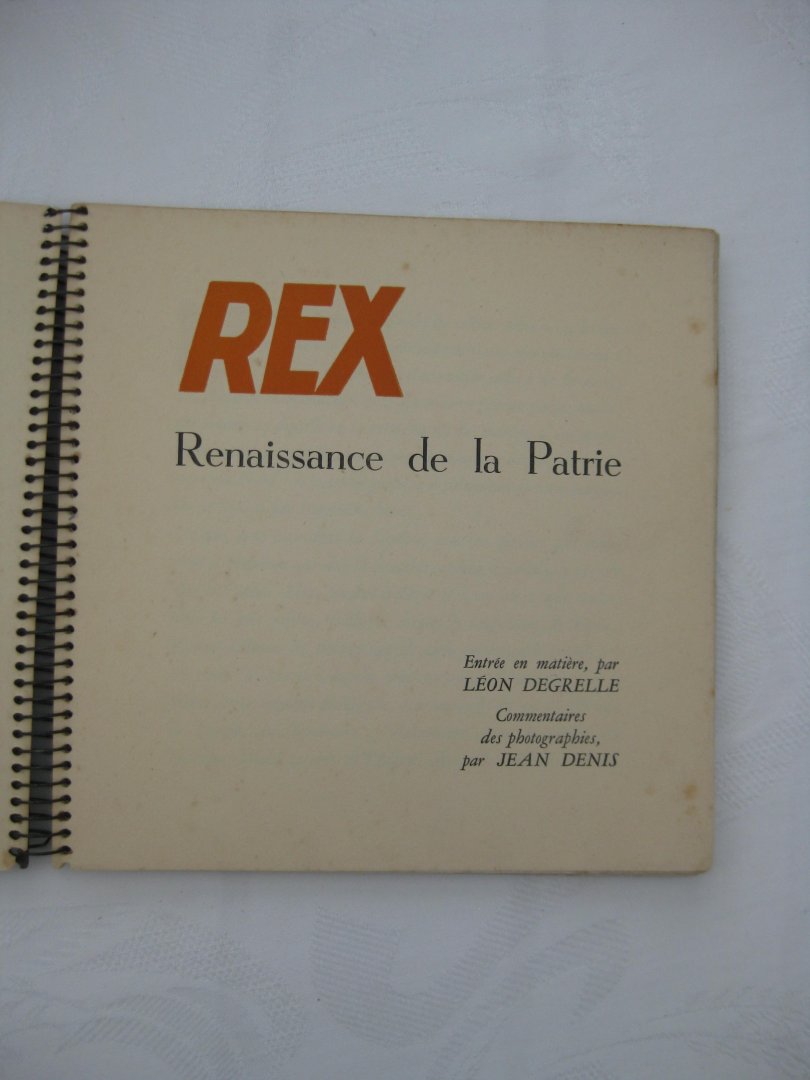 REX
Renaissance de la Patrie
Entrée en matière, par
LÉON DEGRELLE
Commentaires
des photographies,
par JEAN DENIS